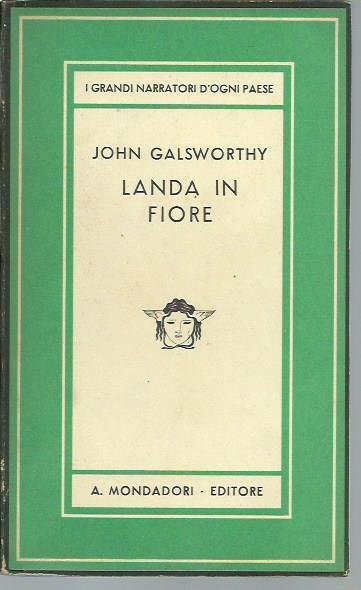 I GRANDI NARRATORI D'OGNI PAESE
JOHN GALSWORTHY
LANDA IN
FIORE
A. MONDADORI · EDITORE